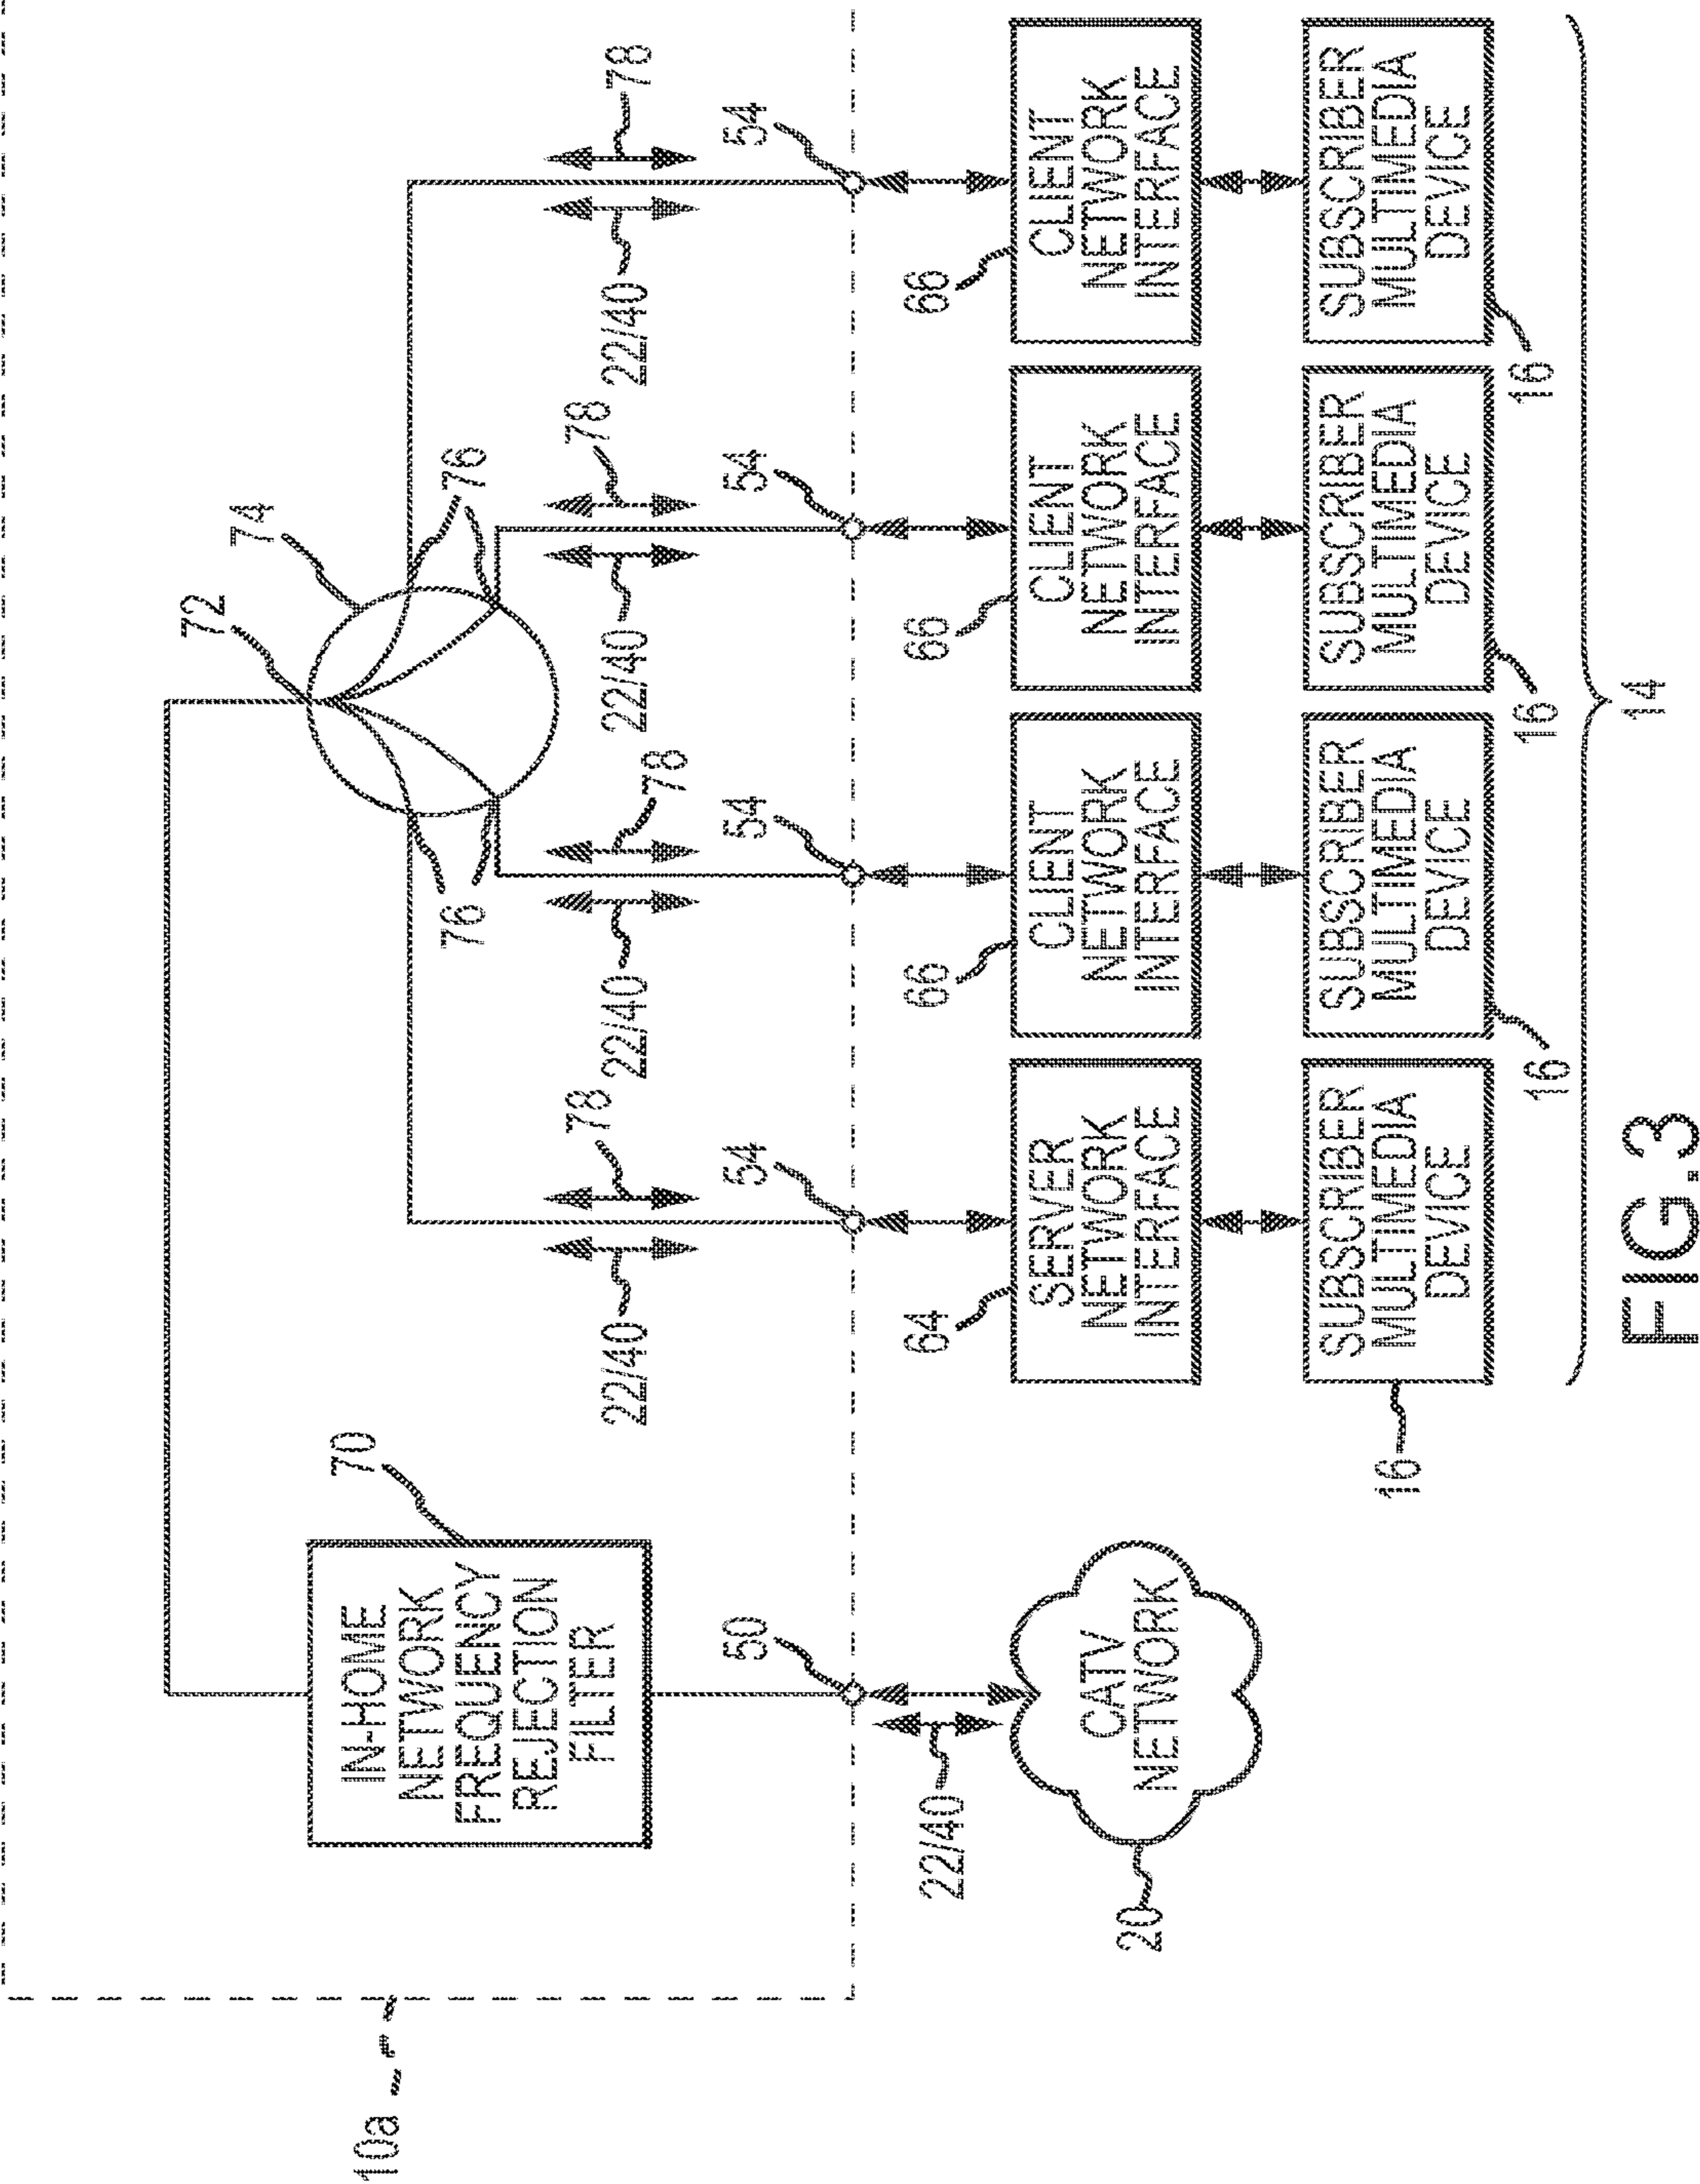 10a
72
74
76
76
70
IN-HOME
NETWORK
FREQUENCY
REJECTION
FILTER
22/40
78
22/40
78
22/40
78
22/40
78
50
54
54
54
54
22/40
64
66
66
66
20
CATV
NETWORK
SERVER
NETWORK
INTERFACE
CLIENT
NETWORK
INTERFACE
CLIENT
NETWORK
INTERFACE
CLIENT
NETWORK
INTERFACE
SUBSCRIBER
MULTIMEDIA
DEVICE
SUBSCRIBER
MULTIMEDIA
DEVICE
SUBSCRIBER
MULTIMEDIA
DEVICE
SUBSCRIBER
MULTIMEDIA
DEVICE
16
16
16
16
14
FIG.3